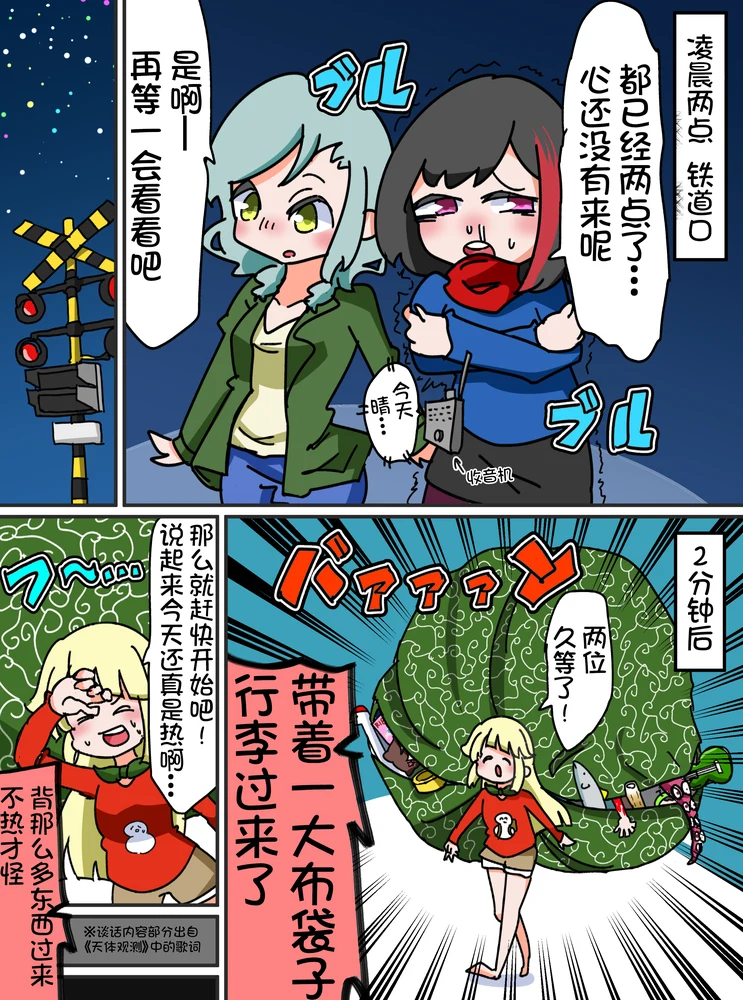 凌晨两点 铁道口
都已经两点了…
心还没有来呢
ブル
是啊—
再等一会看看吧
今天
晴…
收音机
ブル
2分钟后
バァァァン
两位
久等了！
带着一大布袋子
行李过来了
フ〜…
那么就赶快开始吧！
说起来今天还真是热啊…
背那么多东西过来
不热才怪
※谈话内容部分出自
《天体观测》中的歌词